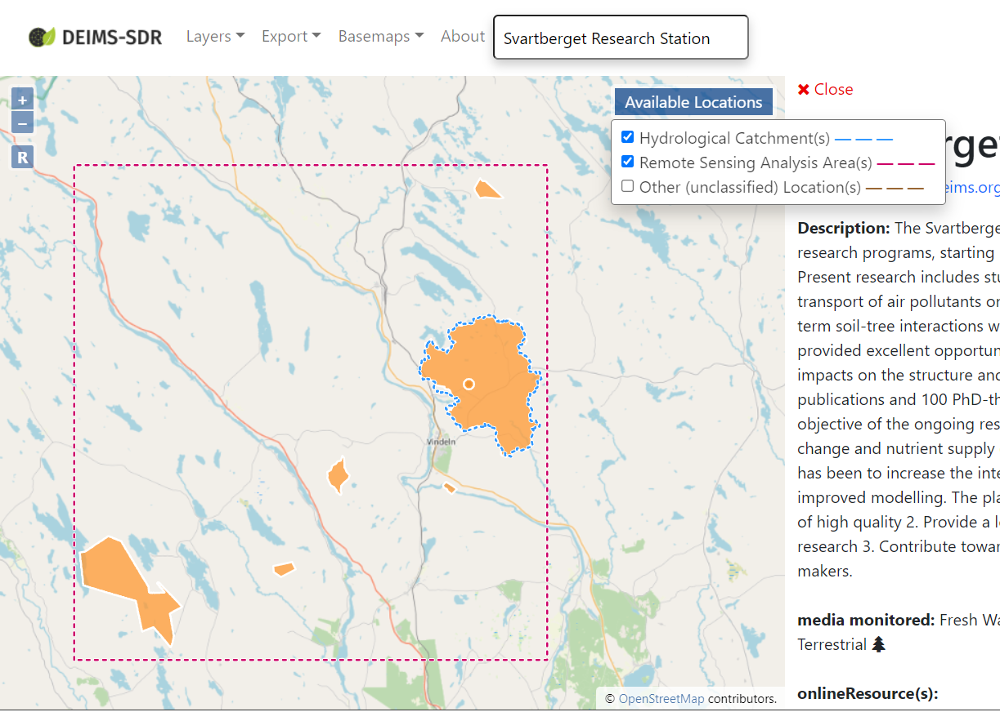 DEIMS-SDR Layers Export Basemaps About Svartberget Research Station
+
−
R
Vindeln
Available Locations
Hydrological Catchment(s)
Remote Sensing Analysis Area(s)
Other (unclassified) Location(s)
© OpenStreetMap contributors.
Close
Description: The Svartberge
research programs, starting
Present research includes stu
transport of air pollutants or
term soil-tree interactions w
provided excellent opportun
impacts on the structure and
publications and 100 PhD-th
objective of the ongoing res
change and nutrient supply
has been to increase the inte
improved modelling. The pla
of high quality 2. Provide a l
research 3. Contribute towar
makers.
media monitored: Fresh Wa
Terrestrial
onlineResource(s):